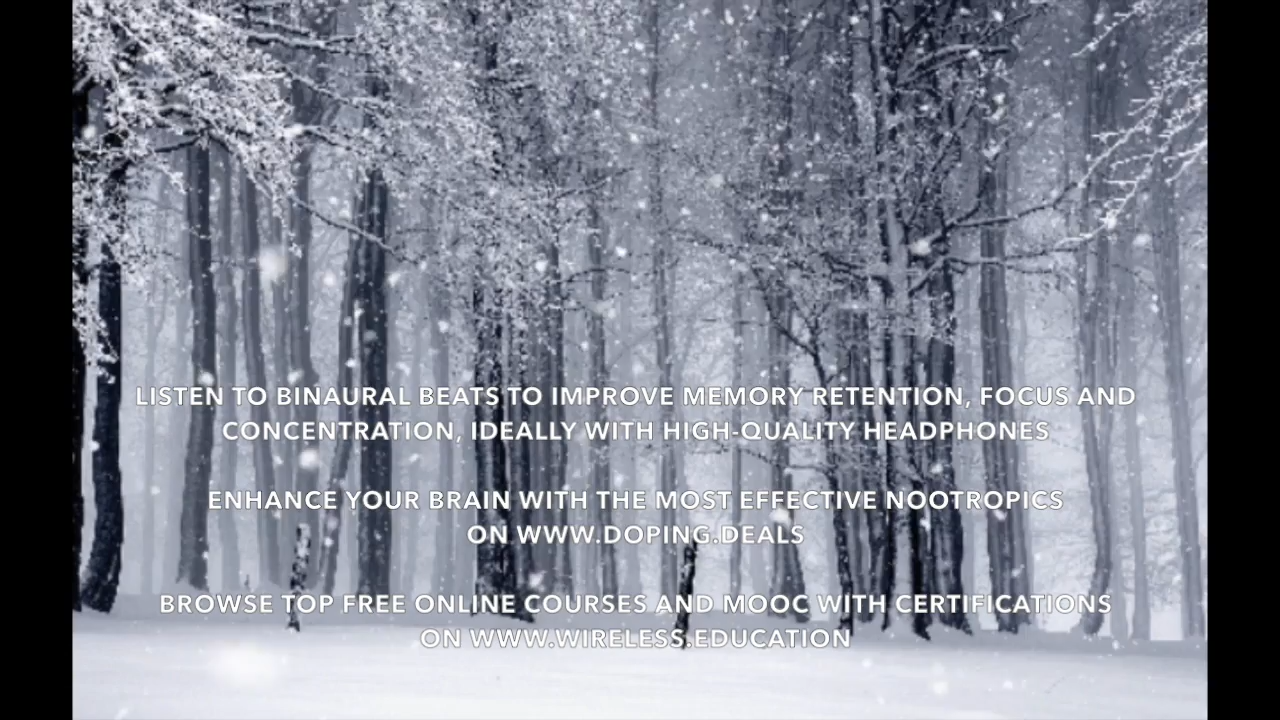 LISTEN TO BINAURAL BEATS TO IMPROVE MEMORY RETENTION, FOCUS AND
CONCENTRATION, IDEALLY WITH HIGH-QUALITY HEADPHONES
ENHANCE YOUR BRAIN WITH THE MOST EFFECTIVE NOOTROPICS
ON WWW.DOPING.DEALS
BROWSE TOP FREE ONLINE COURSES AND MOOC WITH CERTIFICATIONS
ON WWW.WIRELESS.EDUCATION